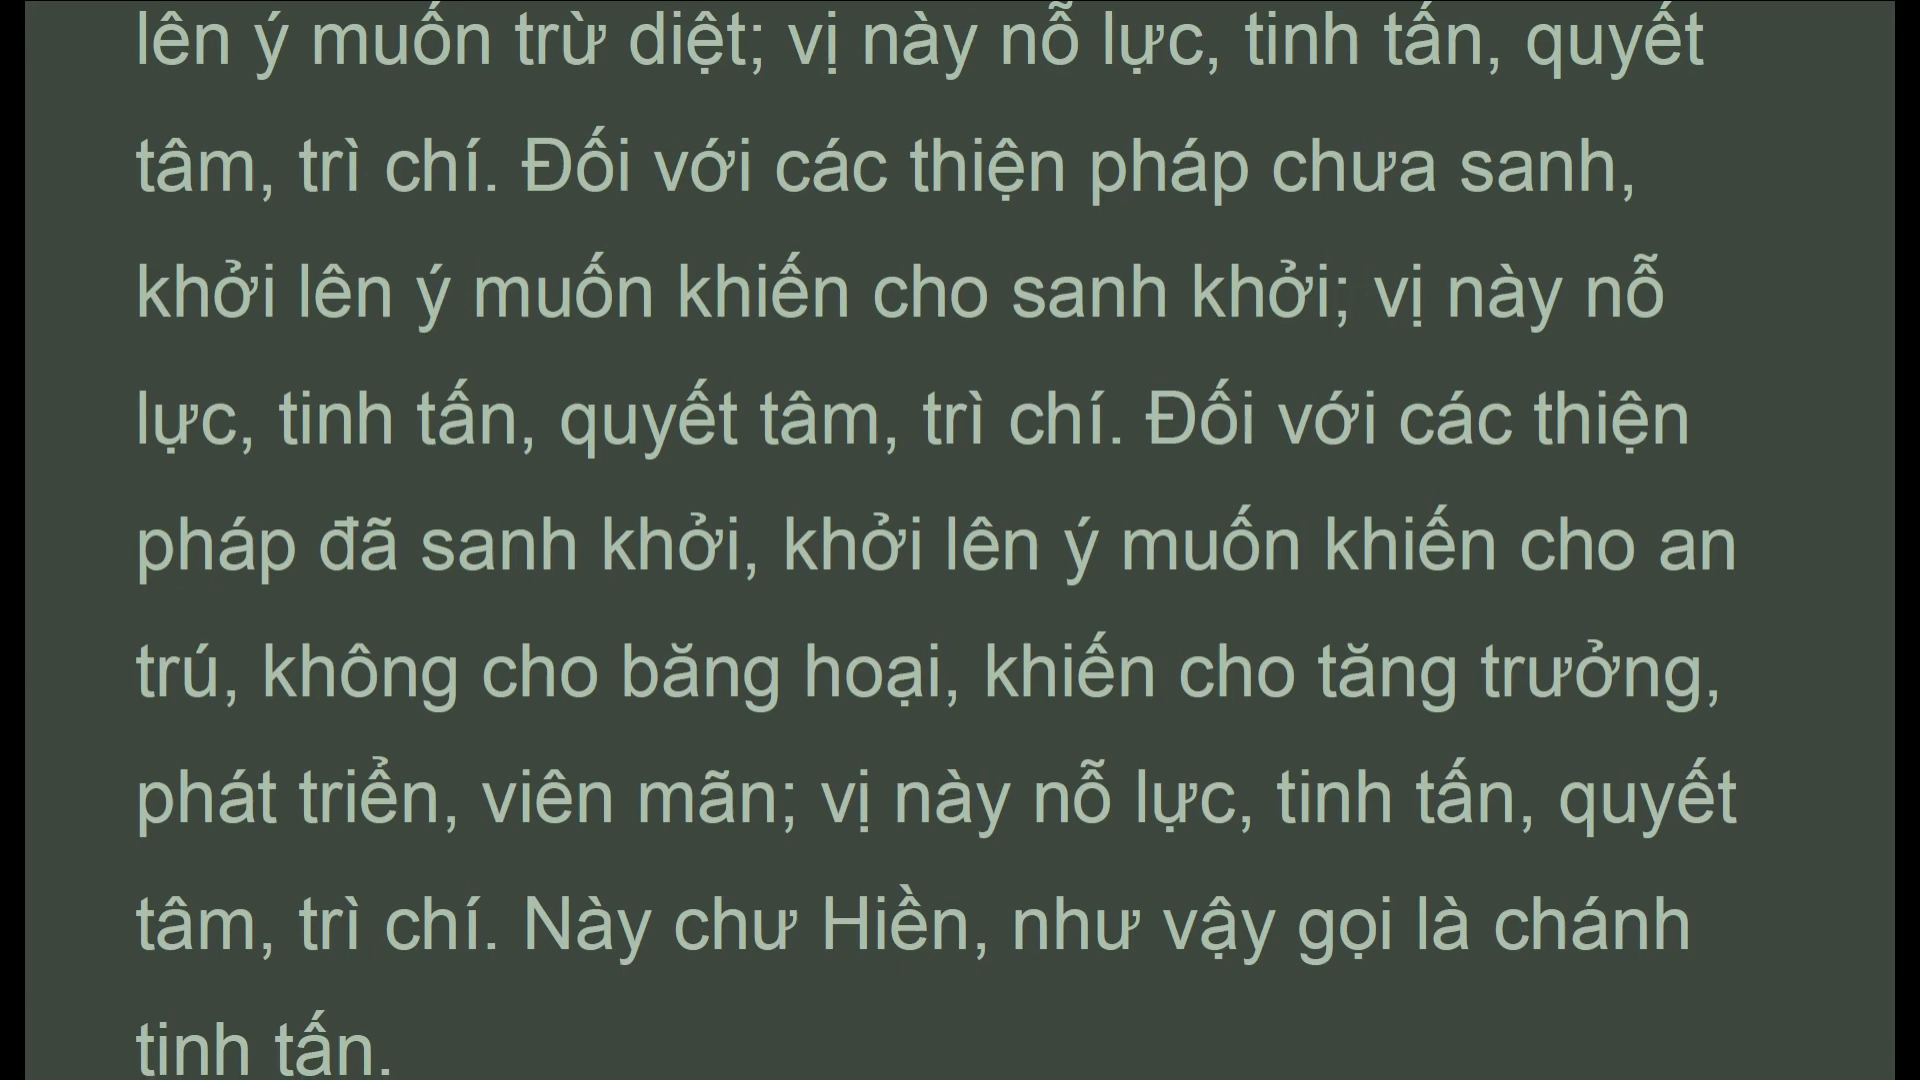 lên ý muốn trừ diệt; vị này nỗ lực, tinh tấn, quyết
tâm, trì chí. Đối với các thiện pháp chưa sanh,
khởi lên ý muốn khiến cho sanh khởi; vị này nỗ
lực, tinh tấn, quyết tâm, trì chí. Đối với các thiện
pháp đã sanh khởi, khởi lên ý muốn khiến cho an
trú, không cho băng hoại, khiến cho tăng trưởng,
phát triển, viên mãn; vị này nỗ lực, tinh tấn, quyết
tâm, trì chí. Này chư Hiền, như vậy gọi là chánh
tinh tấn.